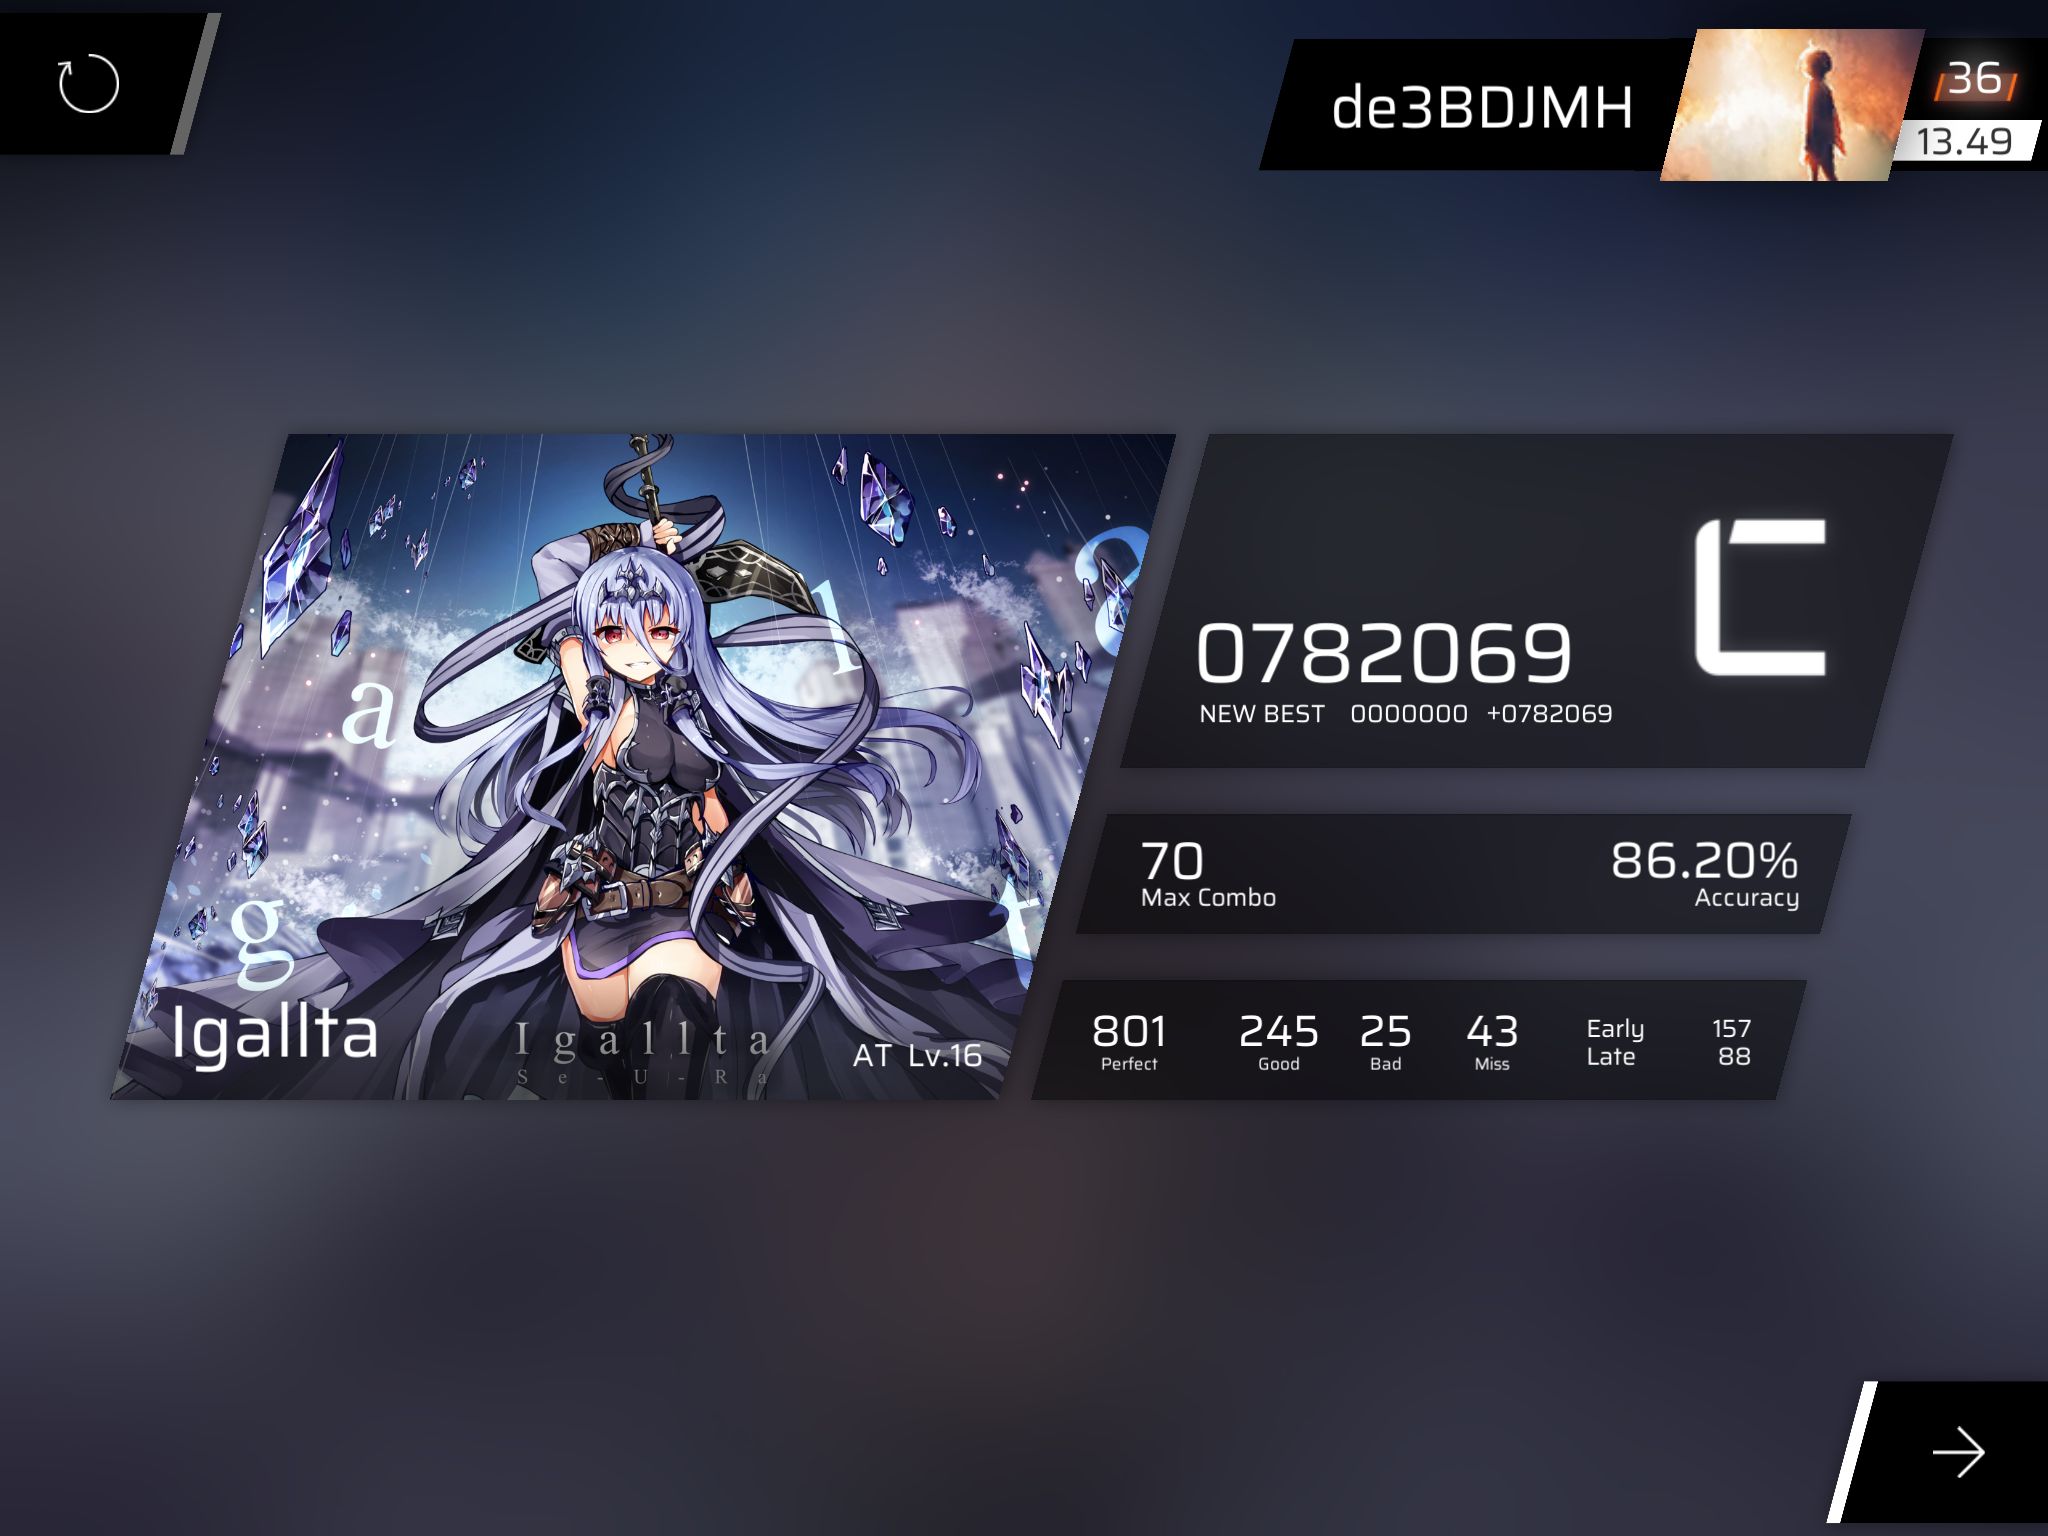 de3BDJMH
36
13.49
a
l
g
t
Igallta
Igallta
Se-U-Ra
AT Lv.16
C
0782069
NEW BEST 0000000 +0782069
70
Max Combo
86.20%
Accuracy
801 245 25 43
Perfect Good Bad Miss
Early 157
Late 88